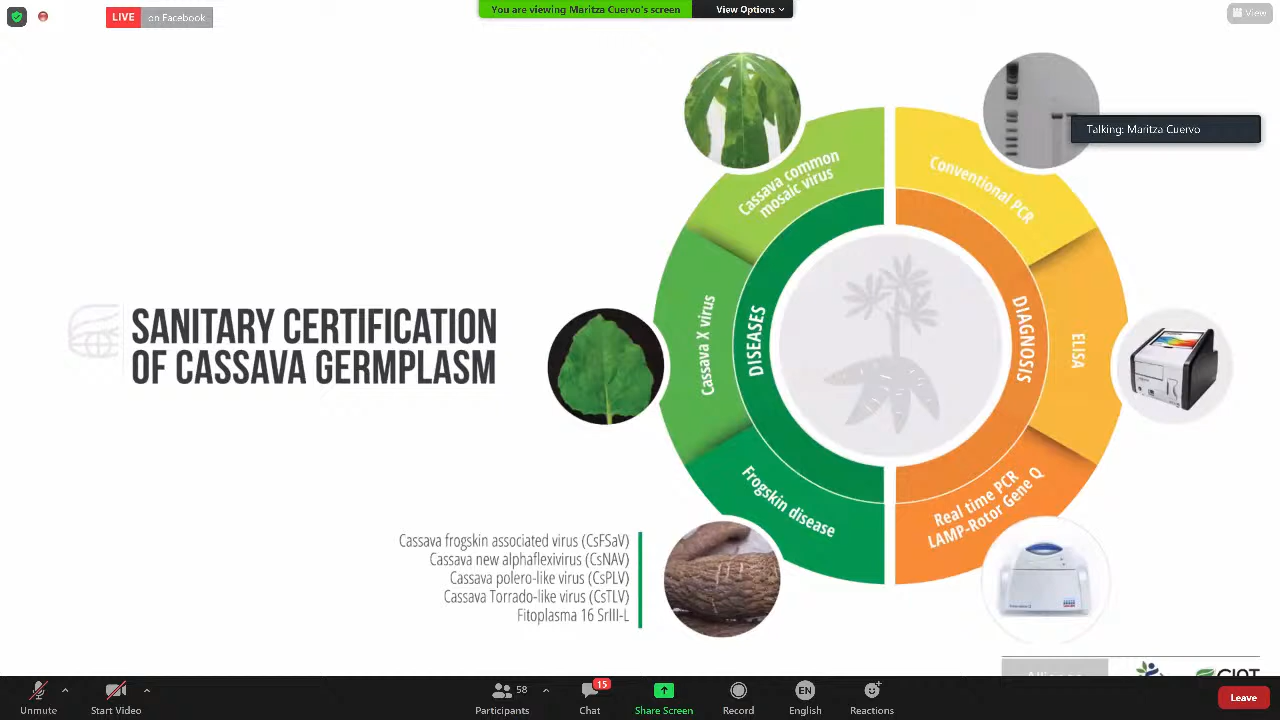 LIVE
on Facebook
You are viewing Maritza Cuervo's screen
View Options
View
Talking: Maritza Cuervo
Cassava common
mosaic virus
Conventional PCR
SANITARY CERTIFICATION
OF CASSAVA GERMPLASM
Cassava X virus
DISEASES
DIAGNOSIS
ELISA
Frogskin disease
Real time PCR
LAMP-Rotor Gene Q
Cassava frogskin associated virus (CsFSaV)
Cassava new alphaflexivirus (CsNAV)
Cassava polero-like virus (CsPLV)
Cassava Torrado-like virus (CsTLV)
Fitoplasma 16 SrIII-L
Alliance
CIAT
Unmute
Start Video
58
Participants
15
Chat
Share Screen
Record
EN
English
Reactions
Leave